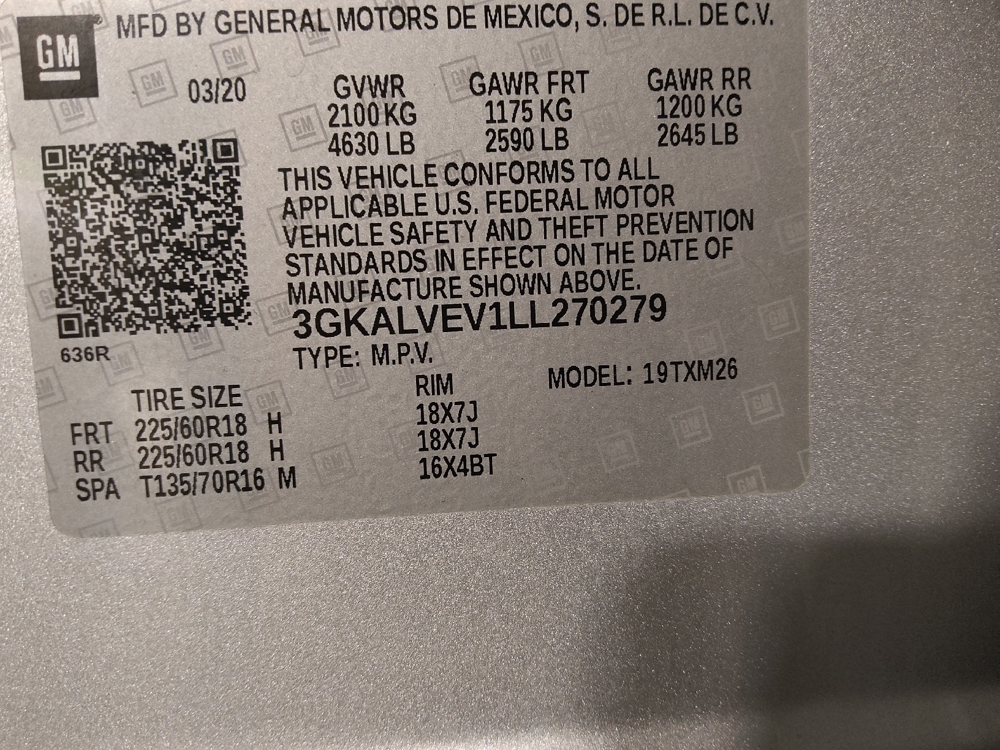 GM MFD BY GENERAL MOTORS DE MEXICO, S. DE R.L. DE C.V.
03/20 GVWR GAWR FRT GAWR RR
2100 KG 1175 KG 1200 KG
4630 LB 2590 LB 2645 LB
THIS VEHICLE CONFORMS TO ALL
APPLICABLE U.S. FEDERAL MOTOR
VEHICLE SAFETY AND THEFT PREVENTION
STANDARDS IN EFFECT ON THE DATE OF
MANUFACTURE SHOWN ABOVE.
3GKALVEV1LL270279
636R
TYPE: M.P.V.
TIRE SIZE RIM MODEL: 19TXM26
FRT 225/60R18 H 18X7J
RR 225/60R18 H 18X7J
SPA T135/70R16 M 16X4BT